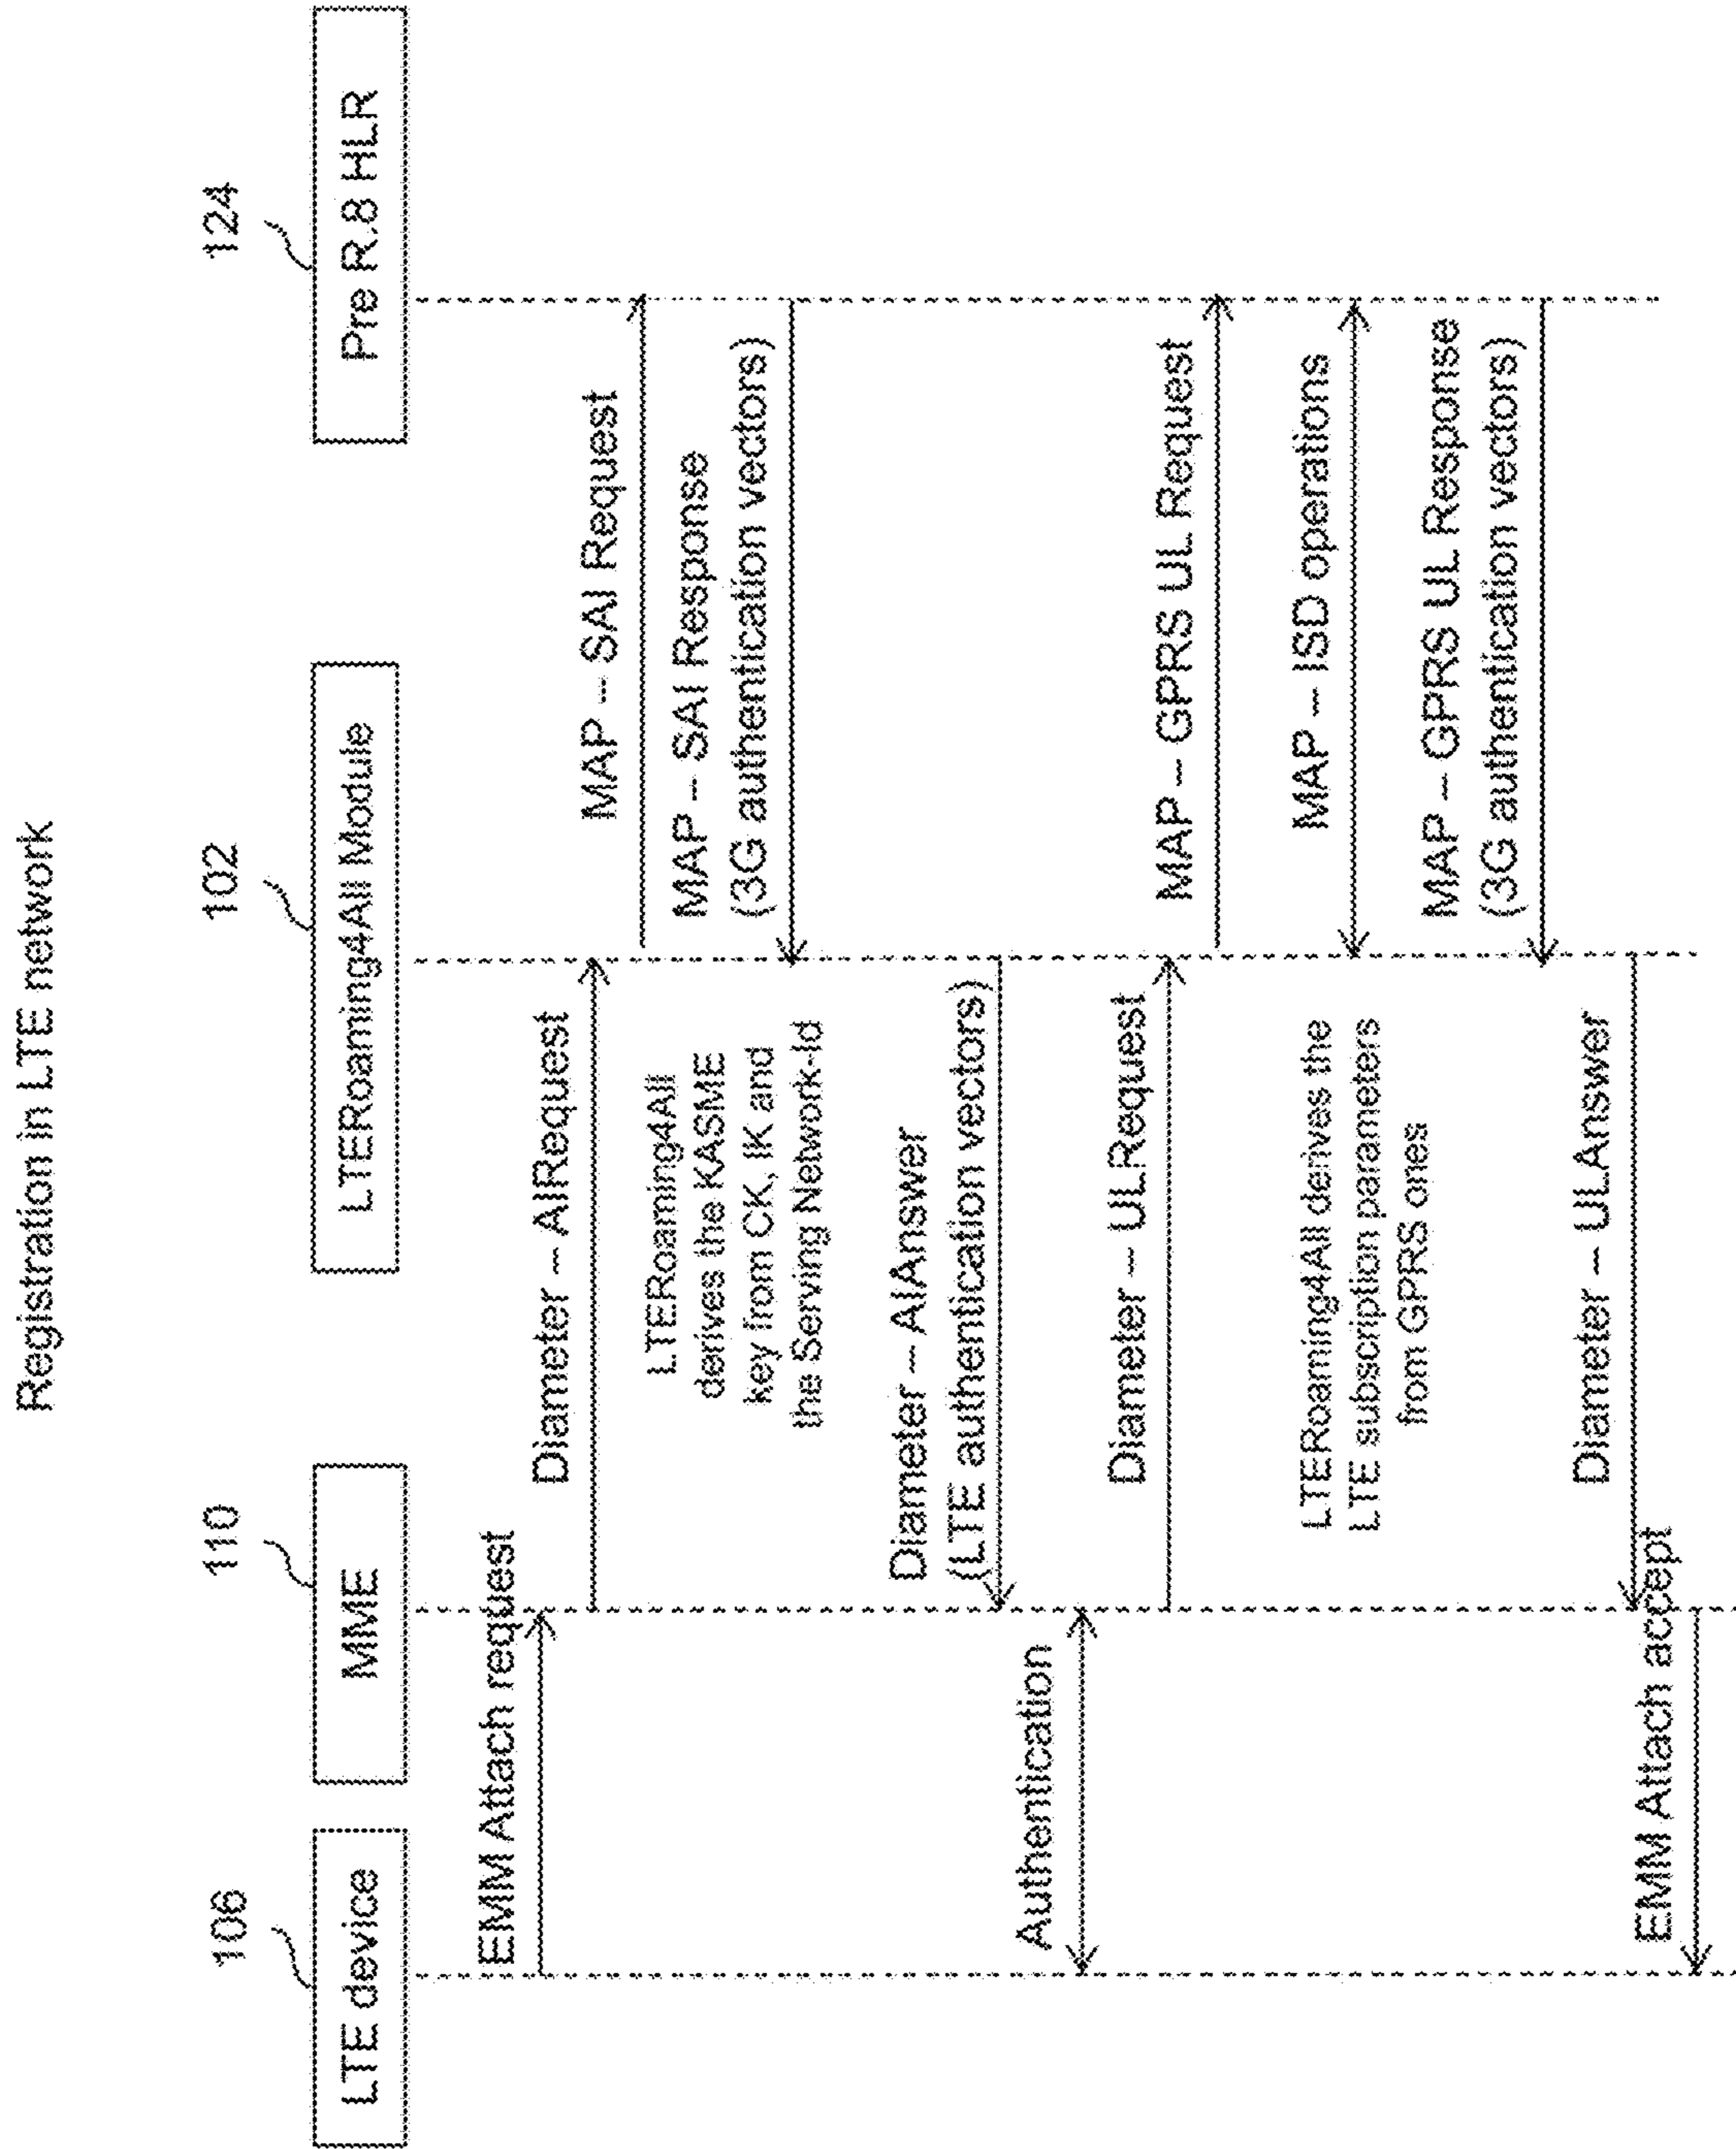 Registration in LTE network
106
110
102
124
LTE device
MME
LTERoaming4All Module
Pre R.8 HLR
EMM Attach request
Diameter – AIRequest
MAP – SAI Request
LTERoaming4All
derives the KASME
key from CK, IK and
the Serving Network-Id
MAP – SAI Response
(3G authentication vectors)
Diameter – AIAnswer
(LTE authentication vectors)
Authentication
Diameter – ULRequest
MAP – GPRS UL Request
LTERoaming4All derives the
LTE subscription parameters
from GPRS ones
MAP – ISD operations
MAP – GPRS UL Response
(3G authentication vectors)
Diameter – ULAnswer
EMM Attach accept